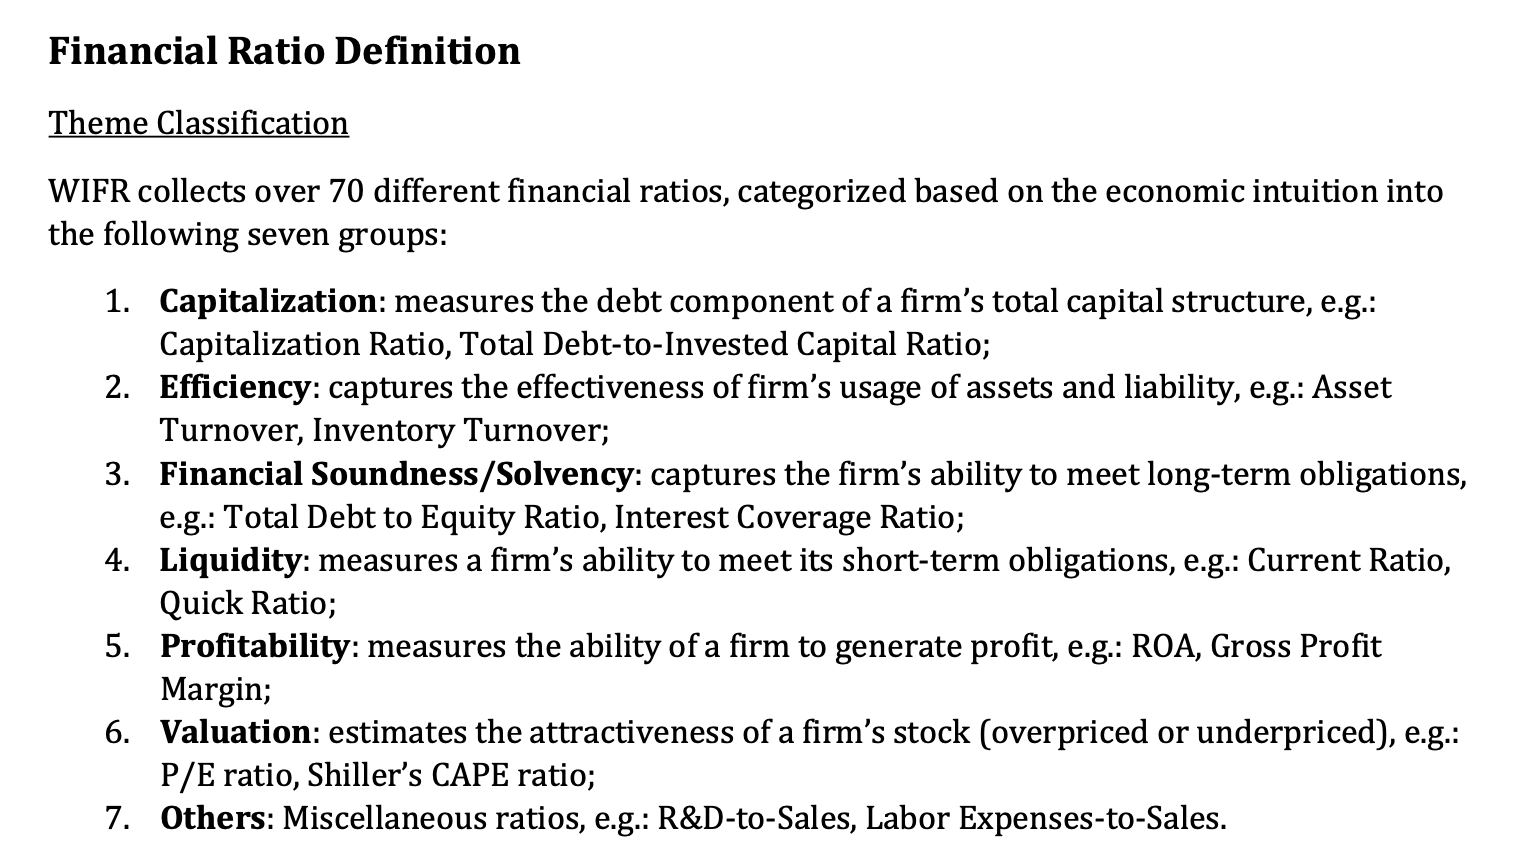 Financial Ratio Definition
Theme Classification
WIFR collects over 70 different financial ratios, categorized based on the economic intuition into
the following seven groups:
1. Capitalization: measures the debt component of a firm’s total capital structure, e.g.:
Capitalization Ratio, Total Debt-to-Invested Capital Ratio;
2. Efficiency: captures the effectiveness of firm’s usage of assets and liability, e.g.: Asset
Turnover, Inventory Turnover;
3. Financial Soundness/Solvency: captures the firm’s ability to meet long-term obligations,
e.g.: Total Debt to Equity Ratio, Interest Coverage Ratio;
4. Liquidity: measures a firm’s ability to meet its short-term obligations, e.g.: Current Ratio,
Quick Ratio;
5. Profitability: measures the ability of a firm to generate profit, e.g.: ROA, Gross Profit
Margin;
6. Valuation: estimates the attractiveness of a firm’s stock (overpriced or underpriced), e.g.:
P/E ratio, Shiller’s CAPE ratio;
7. Others: Miscellaneous ratios, e.g.: R&D-to-Sales, Labor Expenses-to-Sales.